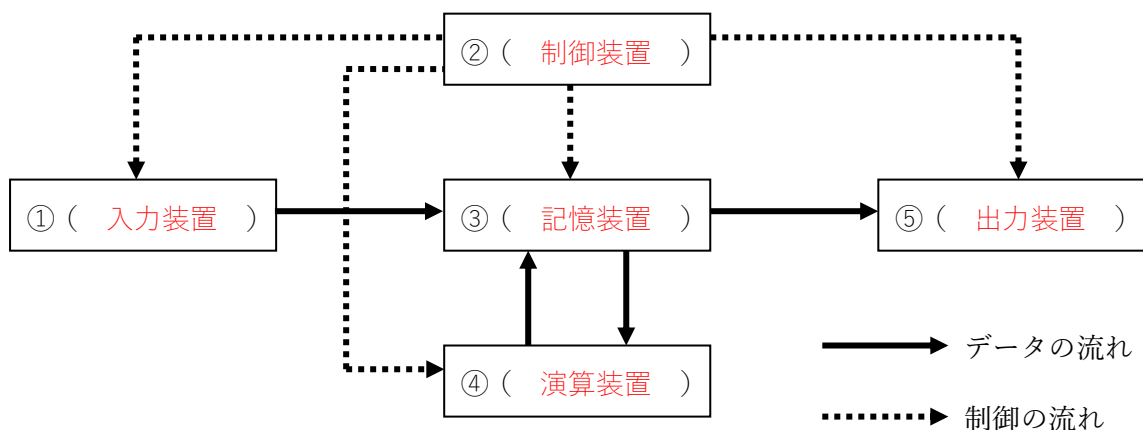 ②（　制御装置　）
①（　入力装置　）
③（　記憶装置　）
⑤（　出力装置　）
④（　演算装置　）
データの流れ
制御の流れ